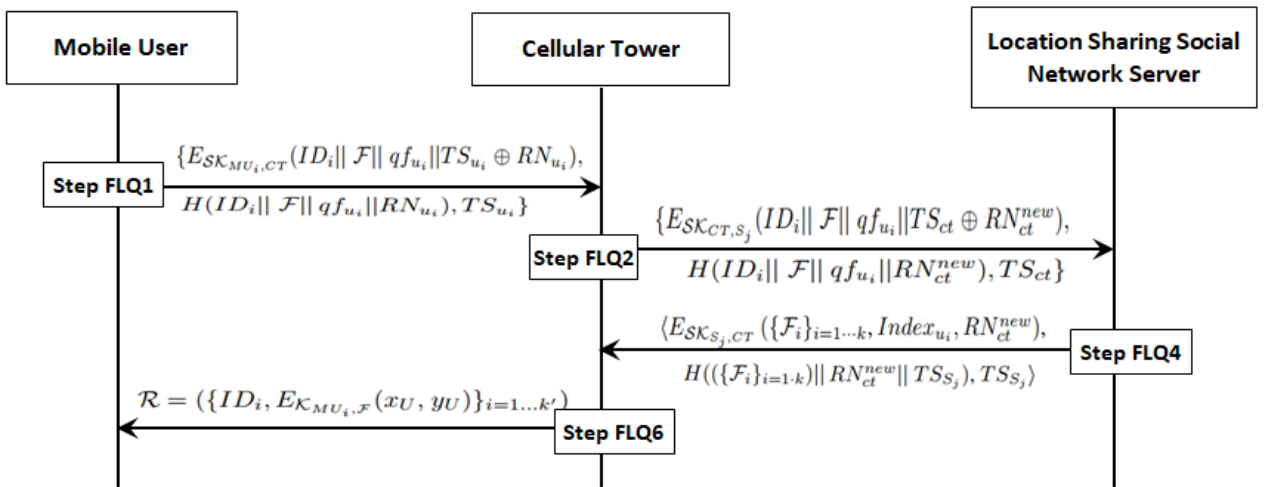 Mobile User
Cellular Tower
Location Sharing Social
Network Server
Step FLQ1
{E_{𝒮𝒦_{MU_i,CT}}(ID_i|| ℱ|| qf_{u_i}||TS_{u_i} ⊕ RN_{u_i}),
H(ID_i|| ℱ|| qf_{u_i}||RN_{u_i}), TS_{u_i}}
Step FLQ2
{E_{𝒮𝒦_{CT,S_j}}(ID_i|| ℱ|| qf_{u_i}||TS_{ct} ⊕ RN_{ct}^{new}),
H(ID_i|| ℱ|| qf_{u_i}||RN_{ct}^{new}), TS_{ct}}
⟨E_{𝒮𝒦_{S_j,CT}}({ℱ_i}_{i=1···k}, Index_{u_i}, RN_{ct}^{new}),
Step FLQ4
H(({ℱ_i}_{i=1·k})|| RN_{ct}^{new}|| TS_{S_j}), TS_{S_j}⟩
ℛ = ({ID_i, E_{𝒦_{MU_i,ℱ}}(x_U, y_U)}_{i=1...k'})
Step FLQ6